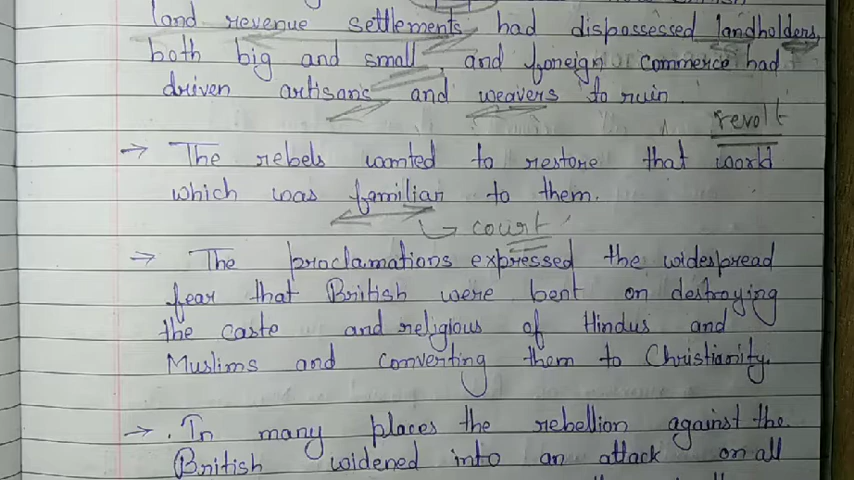 land revenue settlements had dispossessed landholders,
both big and small, and foreign commerce had
driven artisans and weavers to ruin.
revolt
→ The rebels wanted to restore that world
which was familian to them.
↳ court
→ The proclamations expressed the widespread
fear that British were bent on destroying
the caste and religious of Hindus and
Muslims and converting them to Christianity.
→ In many places the rebellion against the
British widened into an attack on all